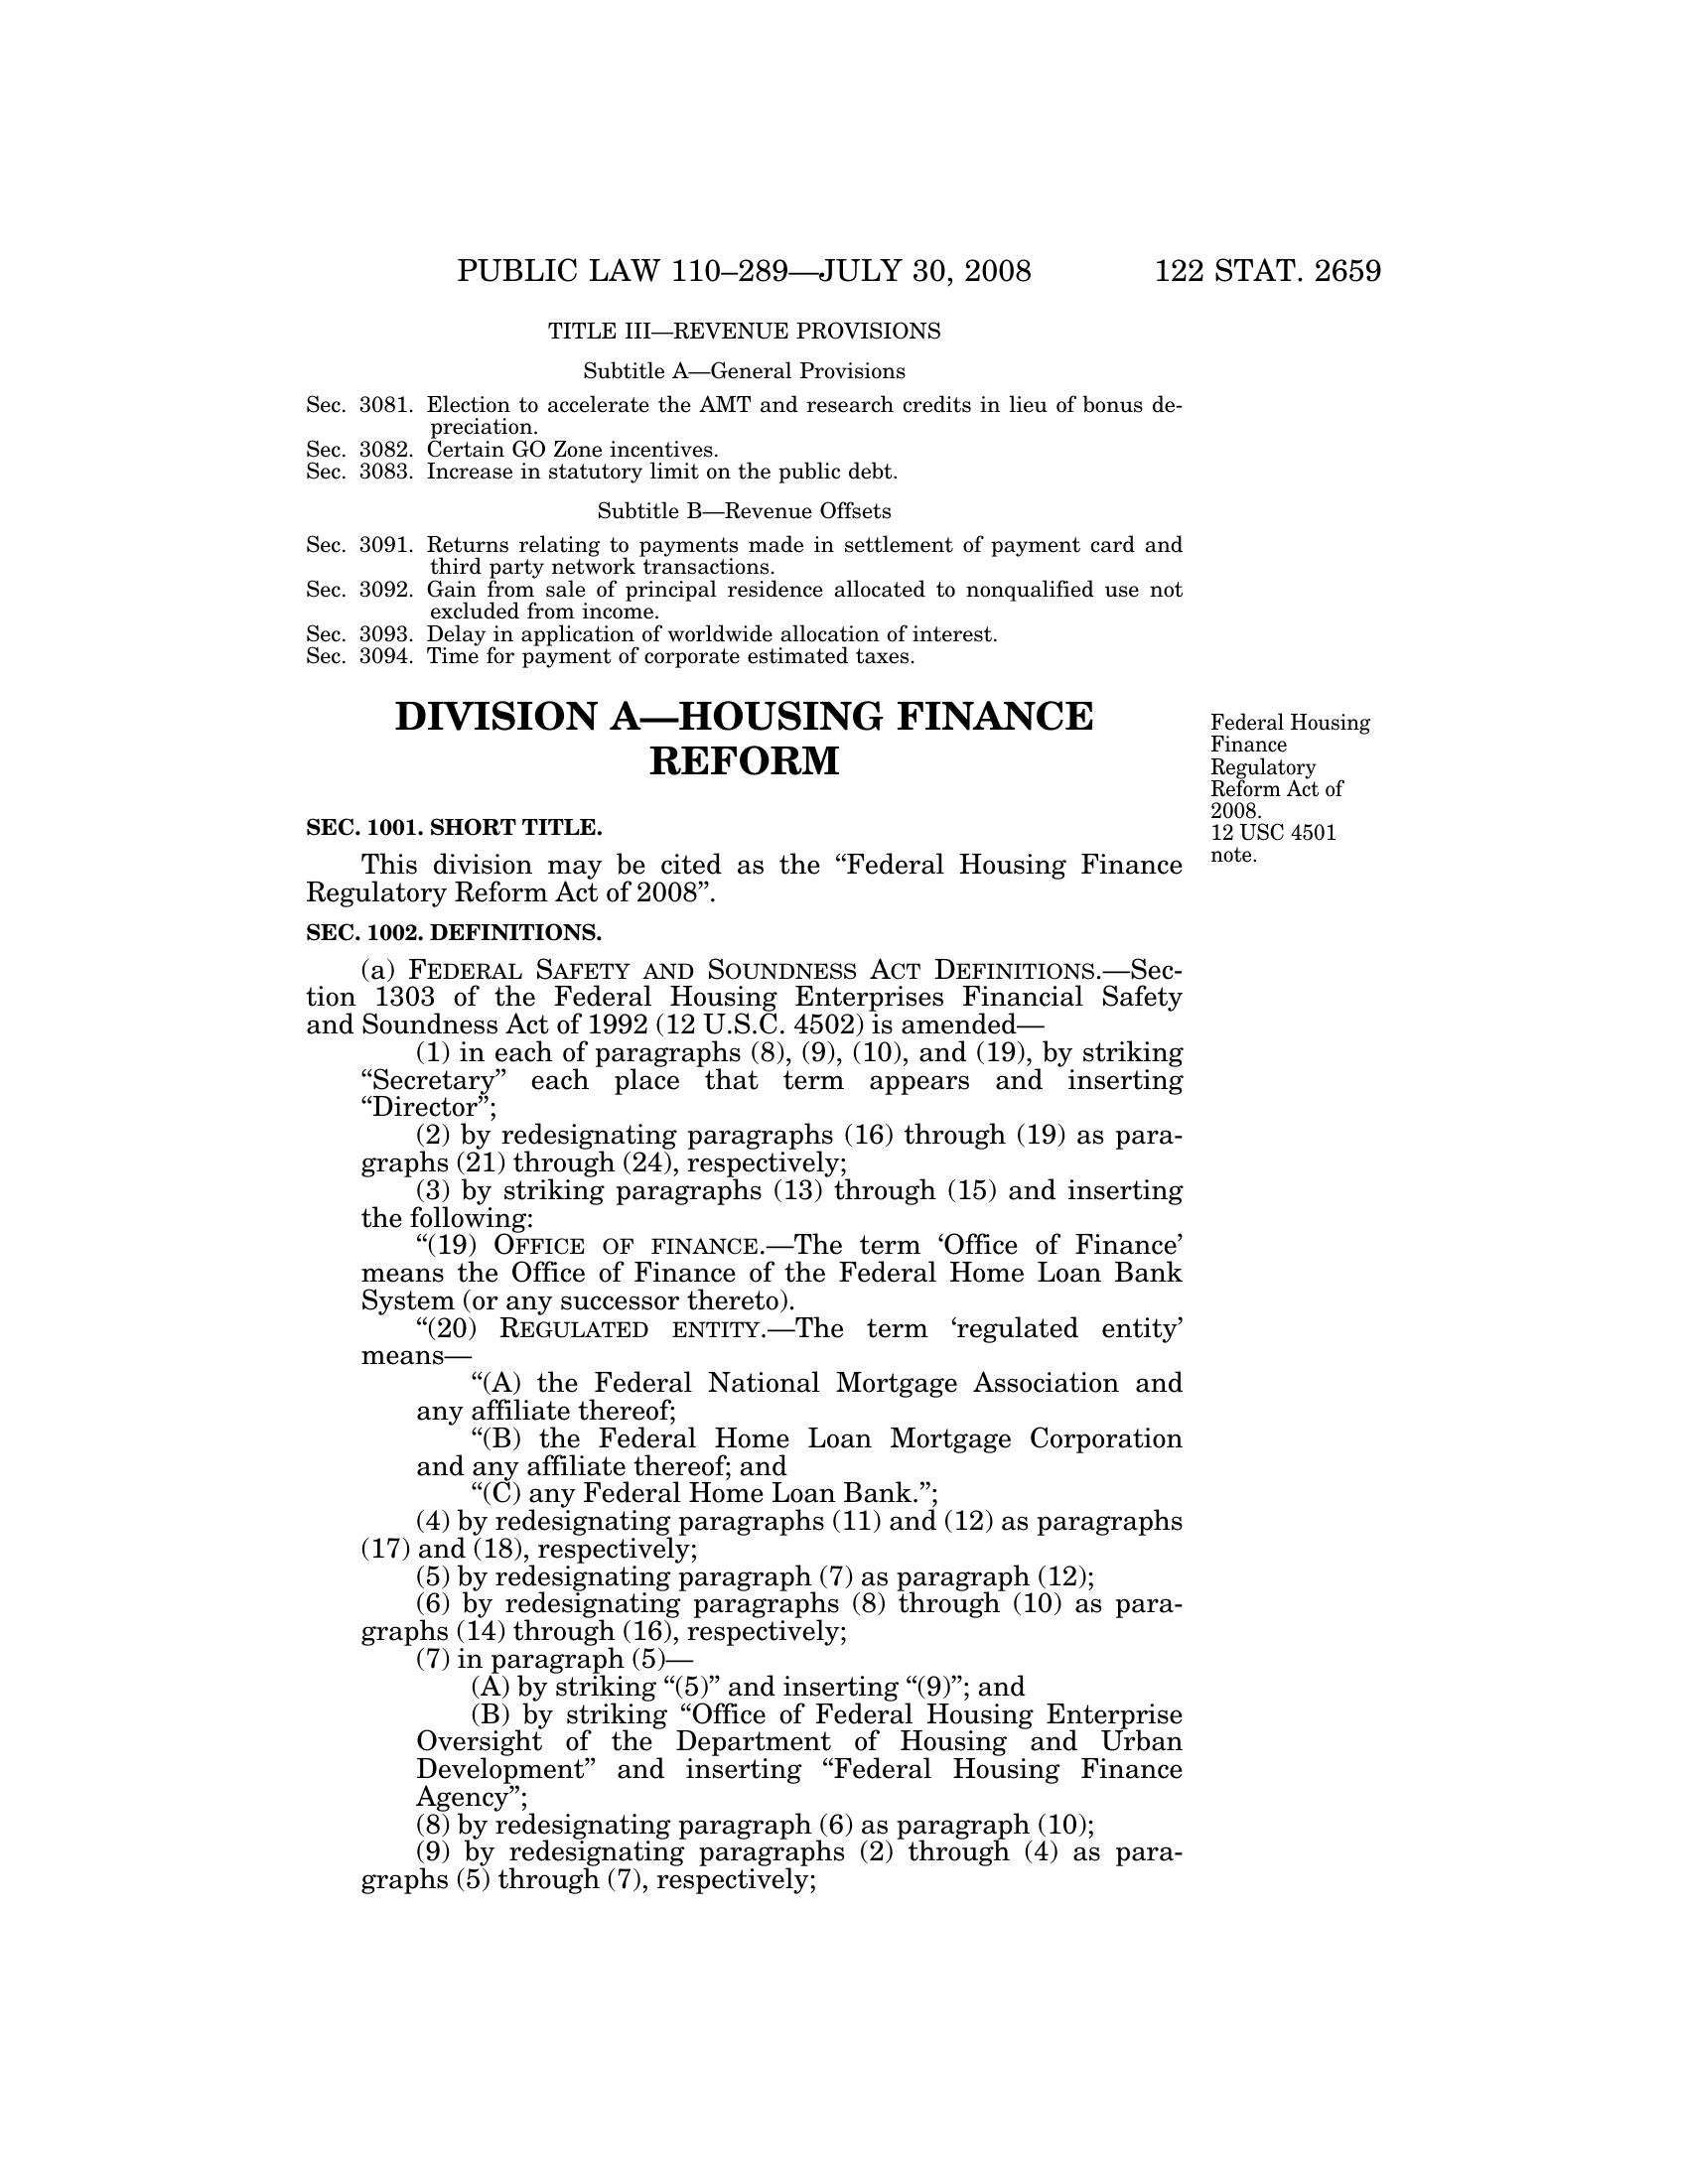 PUBLIC LAW 110–289—JULY 30, 2008 122 STAT. 2659
TITLE III—REVENUE PROVISIONS
Subtitle A—General Provisions
Sec. 3081. Election to accelerate the AMT and research credits in lieu of bonus de-
preciation.
Sec. 3082. Certain GO Zone incentives.
Sec. 3083. Increase in statutory limit on the public debt.
Subtitle B—Revenue Offsets
Sec. 3091. Returns relating to payments made in settlement of payment card and
third party network transactions.
Sec. 3092. Gain from sale of principal residence allocated to nonqualified use not
excluded from income.
Sec. 3093. Delay in application of worldwide allocation of interest.
Sec. 3094. Time for payment of corporate estimated taxes.
DIVISION A—HOUSING FINANCE
REFORM
Federal Housing
Finance
Regulatory
Reform Act of
2008.
12 USC 4501
note.
SEC. 1001. SHORT TITLE.
This division may be cited as the “Federal Housing Finance
Regulatory Reform Act of 2008”.
SEC. 1002. DEFINITIONS.
(a) FEDERAL SAFETY AND SOUNDNESS ACT DEFINITIONS.—Sec-
tion 1303 of the Federal Housing Enterprises Financial Safety
and Soundness Act of 1992 (12 U.S.C. 4502) is amended—
(1) in each of paragraphs (8), (9), (10), and (19), by striking
“Secretary” each place that term appears and inserting
“Director”;
(2) by redesignating paragraphs (16) through (19) as para-
graphs (21) through (24), respectively;
(3) by striking paragraphs (13) through (15) and inserting
the following:
“(19) OFFICE OF FINANCE.—The term ‘Office of Finance’
means the Office of Finance of the Federal Home Loan Bank
System (or any successor thereto).
“(20) REGULATED ENTITY.—The term ‘regulated entity’
means—
“(A) the Federal National Mortgage Association and
any affiliate thereof;
“(B) the Federal Home Loan Mortgage Corporation
and any affiliate thereof; and
“(C) any Federal Home Loan Bank.”;
(4) by redesignating paragraphs (11) and (12) as paragraphs
(17) and (18), respectively;
(5) by redesignating paragraph (7) as paragraph (12);
(6) by redesignating paragraphs (8) through (10) as para-
graphs (14) through (16), respectively;
(7) in paragraph (5)—
(A) by striking “(5)” and inserting “(9)”; and
(B) by striking “Office of Federal Housing Enterprise
Oversight of the Department of Housing and Urban
Development” and inserting “Federal Housing Finance
Agency”;
(8) by redesignating paragraph (6) as paragraph (10);
(9) by redesignating paragraphs (2) through (4) as para-
graphs (5) through (7), respectively;